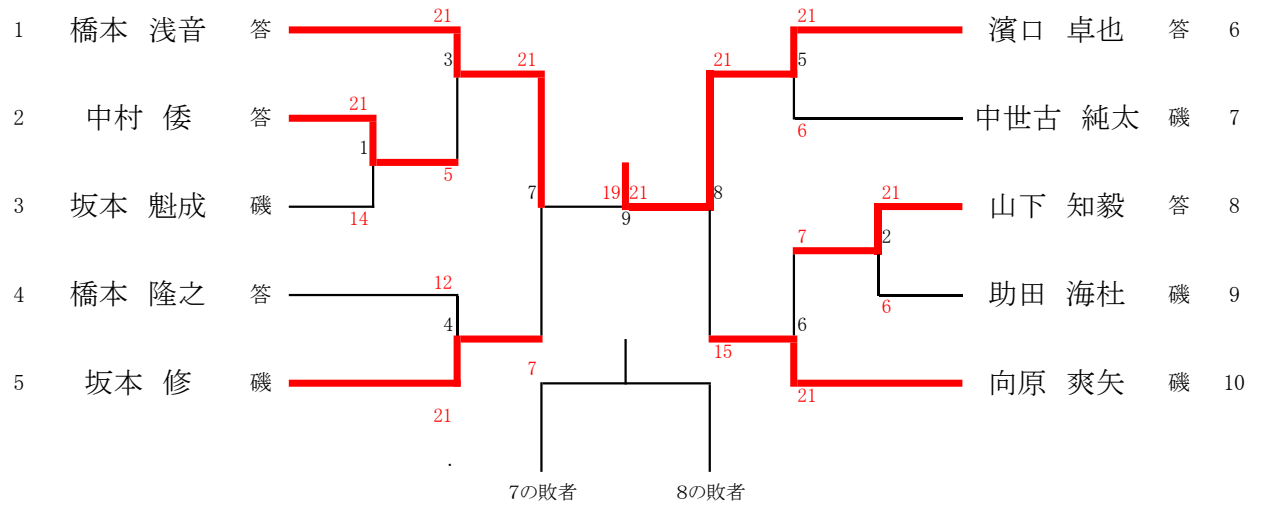 21 21
1 橋本 浅音 答 濱口 卓也 答 6
3 21 21 5
21
2 中村 倭 答 中世古 純太 磯 7
1 6
5
7 19 21 8 21
3 坂本 魁成 磯 山下 知毅 答 8
14 9
7 2
12
4 橋本 隆之 答 助田 海杜 磯 9
6
4 6
15
7
5 坂本 修 磯 向原 爽矢 磯 10
21
21
.
7の敗者 8の敗者